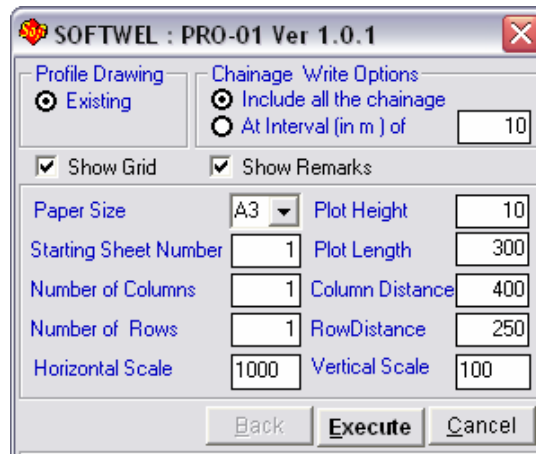 SOFTWEL : PRO-01 Ver 1.0.1
Profile Drawing
Existing
Chainage Write Options
Include all the chainage
At Interval (in m ) of 10
Show Grid Show Remarks
Paper Size A3 Plot Height 10
Starting Sheet Number 1 Plot Length 300
Number of Columns 1 Column Distance 400
Number of Rows 1 RowDistance 250
Horizontal Scale 1000 Vertical Scale 100
Back Execute Cancel